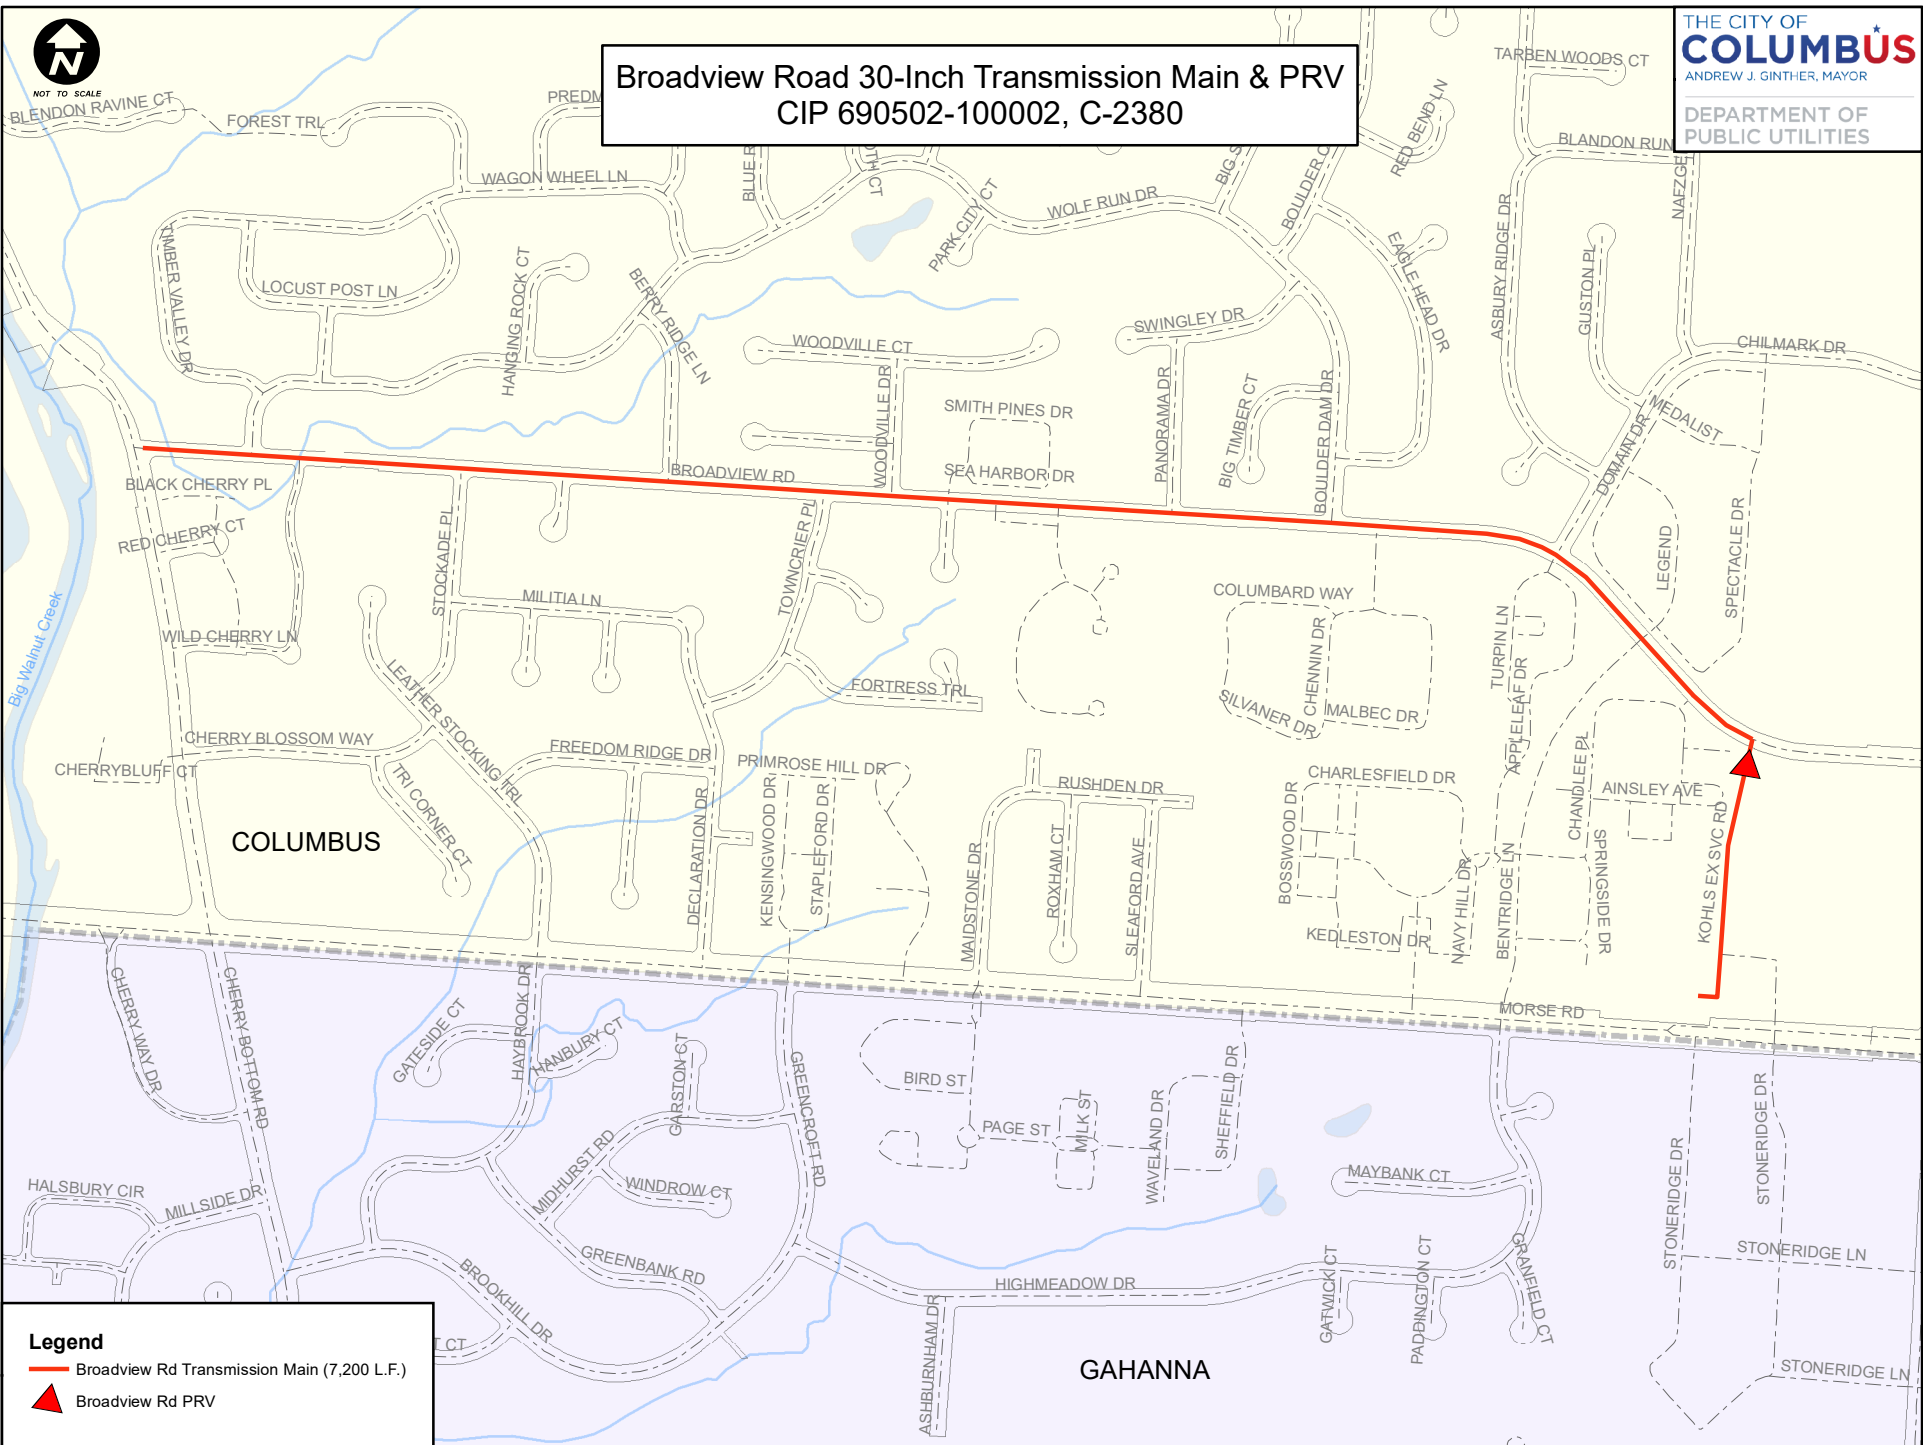 NOT TO SCALE
Broadview Road 30-Inch Transmission Main & PRV
CIP 690502-100002, C-2380
THE CITY OF
COLUMBUS
ANDREW J. GINTHER, MAYOR
DEPARTMENT OF
PUBLIC UTILITIES
TARBEN WOODS CT
BLENDON RAVINE CT
FOREST TRL
RED BEND LN
BLANDON RUN
WAGON WHEEL LN
WOLF RUN DR
PARK CITY CT
ASBURY RIDGE DR
EAGLE HEAD DR
GUSTON PL
TIMBER VALLEY DR
LOCUST POST LN
HANGING ROCK CT
BERRY RIDGE LN
SWINGLEY DR
WOODVILLE CT
CHILMARK DR
WOODVILLE DR
SMITH PINES DR
PANORAMA DR
BIG TIMBER CT
BOULDER DAM DR
MEDALIST
DOMAIN DR
BROADVIEW RD
SEA HARBOR DR
BLACK CHERRY PL
RED CHERRY CT
STOCKADE PL
TOWNCRIER PL
LEGEND
SPECTACLE DR
MILITIA LN
COLUMBARD WAY
WILD CHERRY LN
Big Walnut Creek
LEATHER STOCKING TRL
FORTRESS TRL
CHENNIN DR
SILVANER DR
MALBEC DR
TURPIN LN
APPLELEAF DR
CHERRY BLOSSOM WAY
CHERRYBLUFF CT
TRI CORNER CT
FREEDOM RIDGE DR
PRIMROSE HILL DR
RUSHDEN DR
CHARLESFIELD DR
CHANDLEE PL
AINSLEY AVE
KOHLS EX SVC RD
COLUMBUS
DECLARATION DR
KENSINGWOOD DR
STAPLEFORD DR
MAIDSTONE DR
ROXHAM CT
SLEAFORD AVE
BOSSWOOD DR
KEDLESTON DR
NAVY HILL DR
BENTRIDGE LN
SPRINGSIDE DR
MORSE RD
CHERRY WAY DR
CHERRY BOTTOM RD
GATESIDE CT
HAYBROOK DR
HANBURY CT
GARSTON CT
GREENCROFT RD
BIRD ST
PAGE ST
MILK ST
WAVELAND DR
SHEFFIELD DR
STONERIDGE DR
STONERIDGE DR
MAYBANK CT
HALSBURY CIR
MILLSIDE DR
MIDHURST RD
WINDROW CT
GREENBANK RD
BROOKHILL DR
HIGHMEADOW DR
ASHBURNHAM DR
GATWICK CT
PADDINGTON CT
GRANFIELD CT
STONERIDGE LN
STONERIDGE LN
GAHANNA
CT
Legend
Broadview Rd Transmission Main (7,200 L.F.)
Broadview Rd PRV